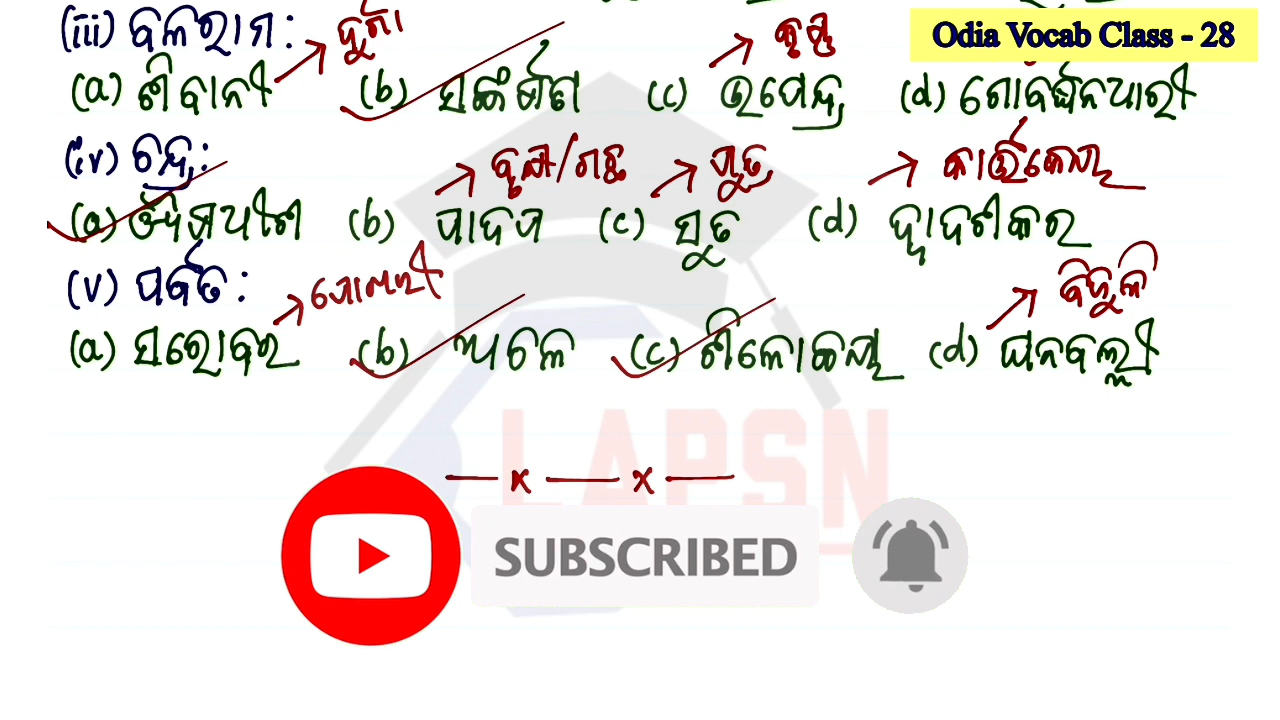 (iii) ବଳରାମ : → ଦୁର୍ଗା → କୃଷ୍ଣ Odia Vocab Class - 28
(a) ଶିବାନୀ (b) ସଙ୍କର୍ଷଣ (c) ଉପେନ୍ଦ୍ର (d) ଗୋବର୍ଦ୍ଧନଧାରୀ
(iv) ଚନ୍ଦ୍ର : → ବୃକ୍ଷ/ଗଛ → ପୁତ୍ର → କାର୍ତ୍ତିକେୟ
(a) (b) ପାଦପ (c) ସୁତ (d) ଦ୍ୱାଦଶକର
(v) ପର୍ବତ : → ପୋଖରୀ → ବିଜୁଳି
(a) ସରୋବର (b) ଅଚଳ (c) ଶିଳୋଚ୍ଚୟ (d) ଘନବଲ୍ଲୀ
— x — x —
LAPSN
SUBSCRIBED